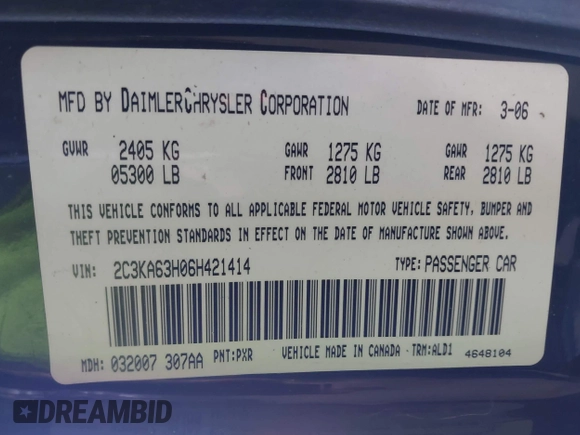 MFD BY DAIMLERCHRYSLER CORPORATION DATE OF MFR: 3-06
GVWR 2405 KG GAWR 1275 KG GAWR 1275 KG
05300 LB FRONT 2810 LB REAR 2810 LB
THIS VEHICLE CONFORMS TO ALL APPLICABLE FEDERAL MOTOR VEHICLE SAFETY, BUMPER AND
THEFT PREVENTION STANDARDS IN EFFECT ON THE DATE OF MANUFACTURE SHOWN ABOVE.
VIN: 2C3KA63H06H421414 TYPE: PASSENGER CAR
MDH: 032007 307AA PNT:PXR VEHICLE MADE IN CANADA - TRM:ALD1 4648104
DREAMBID